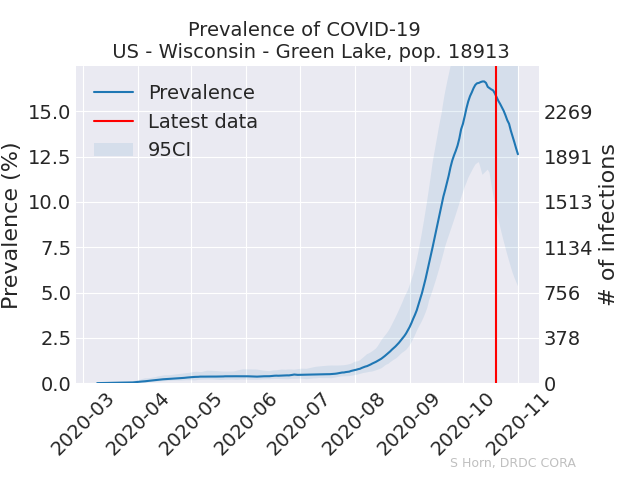 Prevalence of COVID-19
US - Wisconsin - Green Lake, pop. 18913
Prevalence
Latest data
95CI
Prevalence (%)
15.0
12.5
10.0
7.5
5.0
2.5
0.0
2269
1891
1513
1134
756
378
0
# of infections
2020-03
2020-04
2020-05
2020-06
2020-07
2020-08
2020-09
2020-10
2020-11
S Horn, DRDC CORA